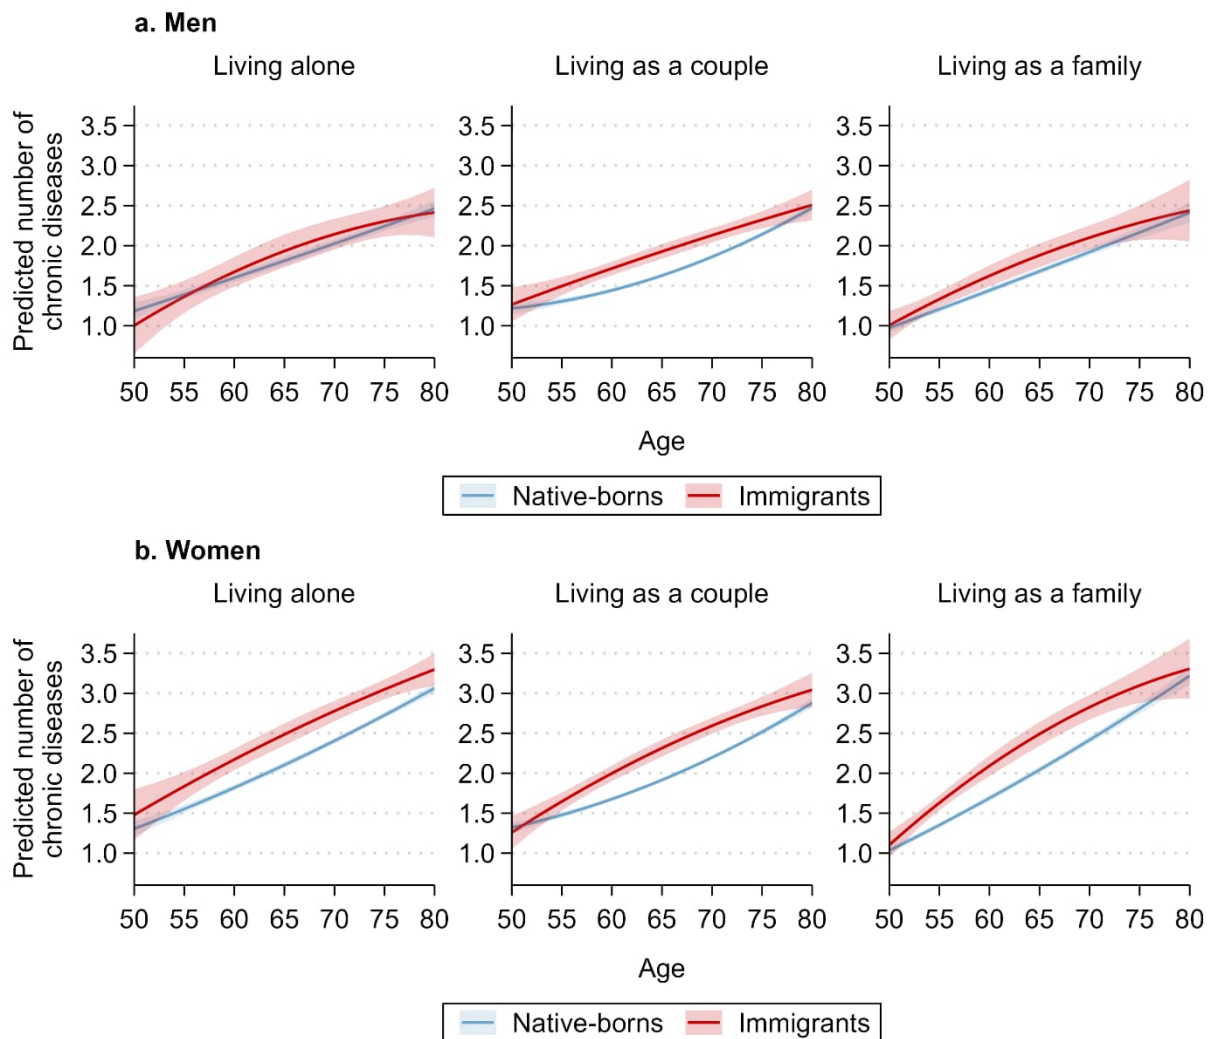 a. Men
Living alone
Living as a couple
Living as a family
Predicted number of
chronic diseases
3.5
3.0
2.5
2.0
1.5
1.0
50 55 60 65 70 75 80
3.5
3.0
2.5
2.0
1.5
1.0
50 55 60 65 70 75 80
3.5
3.0
2.5
2.0
1.5
1.0
50 55 60 65 70 75 80
Age
Native-borns Immigrants
b. Women
Living alone
Living as a couple
Living as a family
Predicted number of
chronic diseases
3.5
3.0
2.5
2.0
1.5
1.0
50 55 60 65 70 75 80
3.5
3.0
2.5
2.0
1.5
1.0
50 55 60 65 70 75 80
3.5
3.0
2.5
2.0
1.5
1.0
50 55 60 65 70 75 80
Age
Native-borns Immigrants